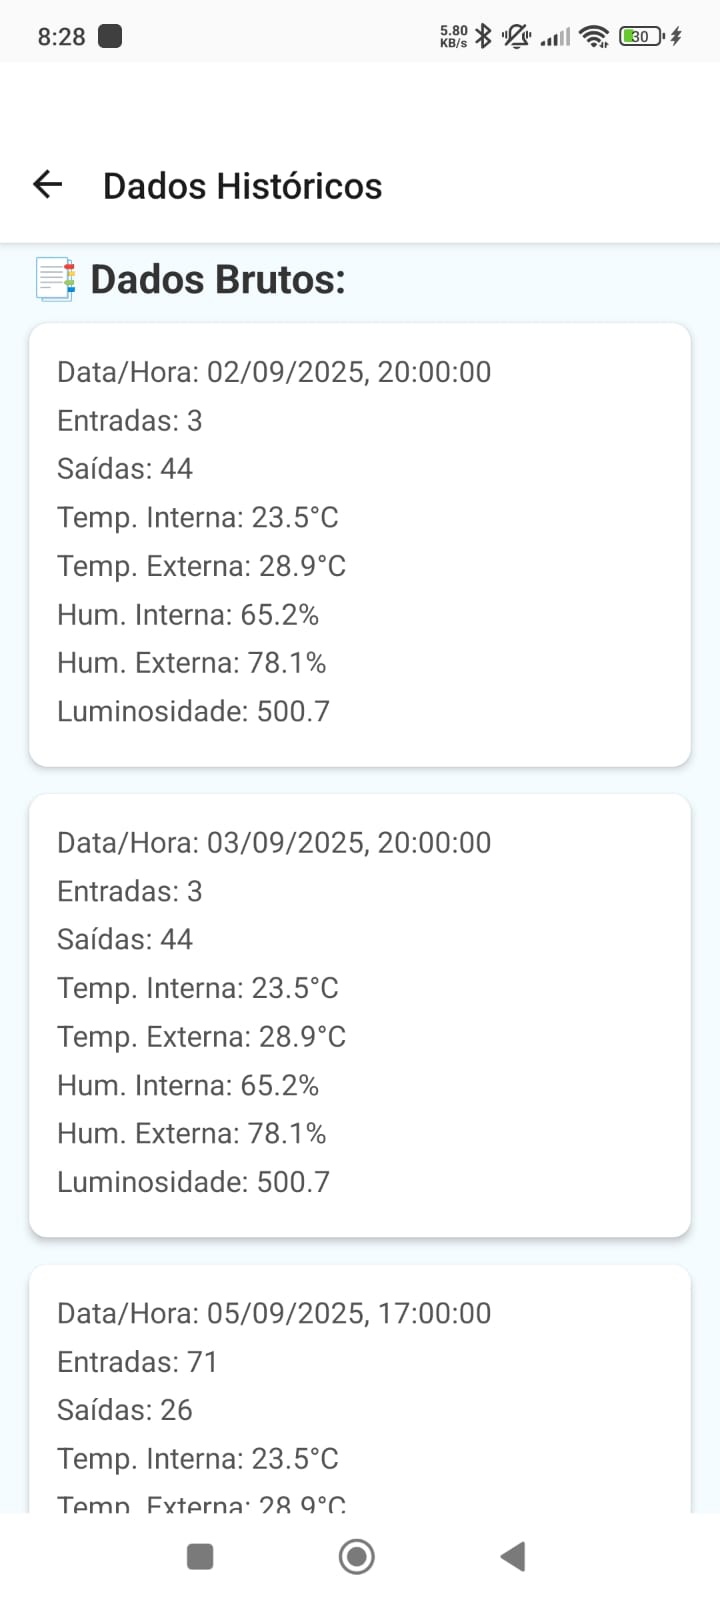 8:28
5.80
KB/s
30
Dados Históricos
Dados Brutos:
Data/Hora: 02/09/2025, 20:00:00
Entradas: 3
Saídas: 44
Temp. Interna: 23.5°C
Temp. Externa: 28.9°C
Hum. Interna: 65.2%
Hum. Externa: 78.1%
Luminosidade: 500.7
Data/Hora: 03/09/2025, 20:00:00
Entradas: 3
Saídas: 44
Temp. Interna: 23.5°C
Temp. Externa: 28.9°C
Hum. Interna: 65.2%
Hum. Externa: 78.1%
Luminosidade: 500.7
Data/Hora: 05/09/2025, 17:00:00
Entradas: 71
Saídas: 26
Temp. Interna: 23.5°C
Temp. Externa: 28.9°C